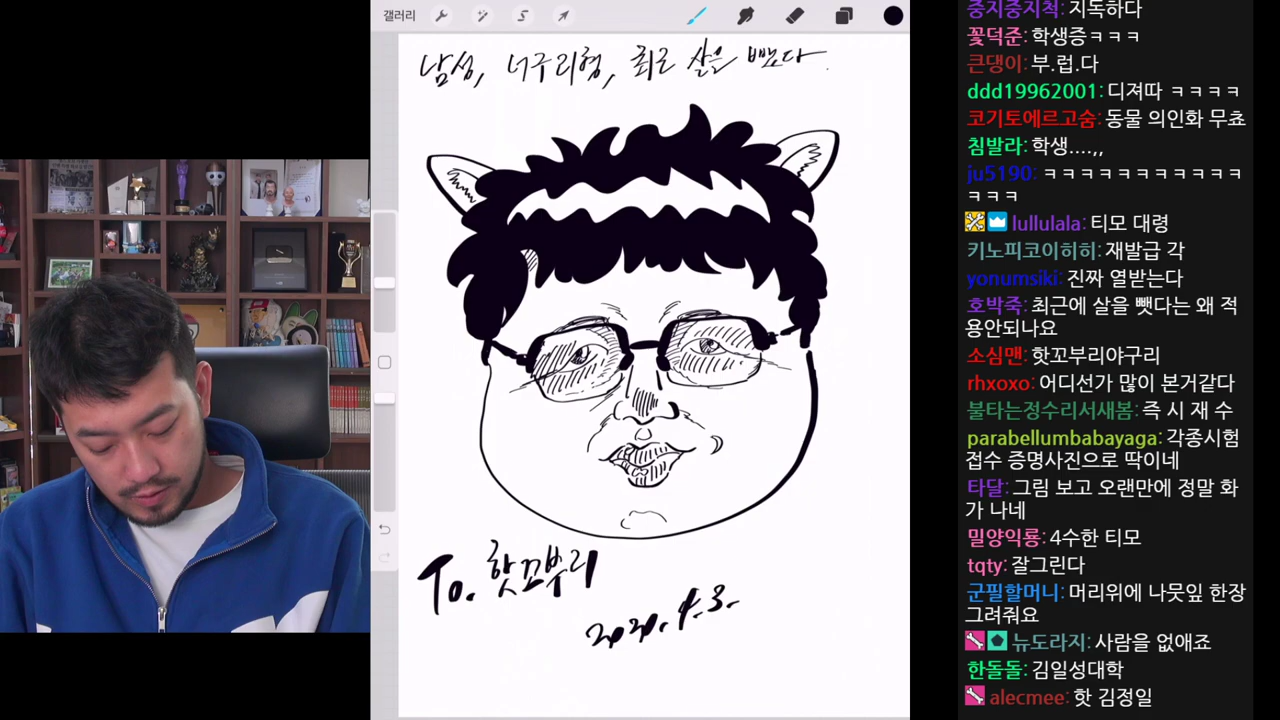 갤러리
남성, 너구리형, 최근 살을 뺐다.
To. 핫꼬부리
2020. 4. 3.
중지중지척: 지독하다
꽃덕준: 학생증ㅋㅋㅋ
큰댕이: 부.럽.다
ddd19962001: 디져따 ㅋㅋㅋㅋ
코기토에르고숨: 동물 의인화 무쵸
침발라: 학생....,,
ju5190: ㅋㅋㅋㅋㅋㅋㅋㅋㅋㅋㅋ
ㅋㅋㅋ
lullulala: 티모 대령
키노피코이히히: 재발급 각
yonumsiki: 진짜 열받는다
호박죽: 최근에 살을 뺏다는 왜 적
용안되나요
소심맨: 핫꼬부리야구리
rhxoxo: 어디선가 많이 본거같다
불타는정수리서새봄: 즉 시 재 수
parabellumbabayaga: 각종시험
접수 증명사진으로 딱이네
타달: 그림 보고 오랜만에 정말 화
가 나네
밀양익룡: 4수한 티모
tqty: 잘그린다
군필할머니: 머리위에 나뭇잎 한장
그려줘요
뉴도라지: 사람을 없애죠
한돌돌: 김일성대학
alecmee: 핫 김정일